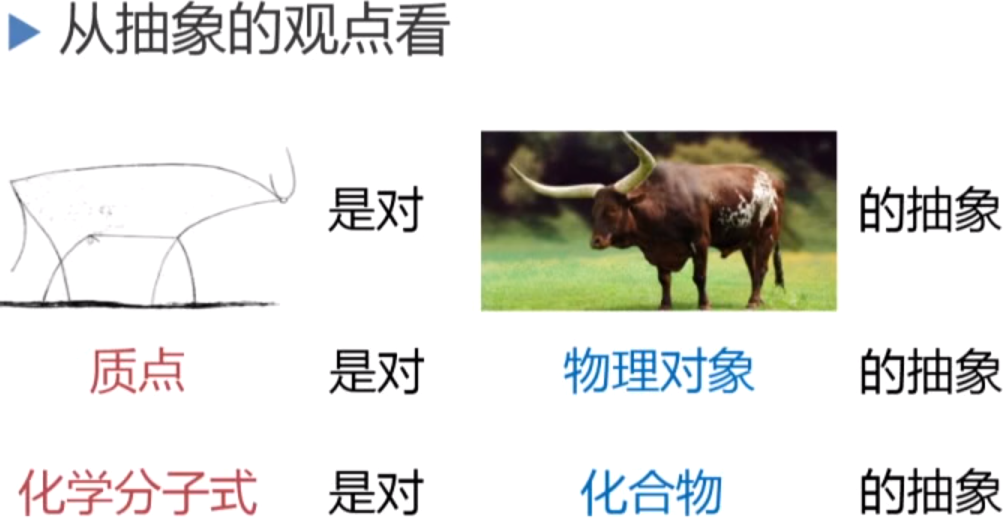 从抽象的观点看
是对 的抽象
质点 是对 物理对象 的抽象
化学分子式 是对 化合物 的抽象